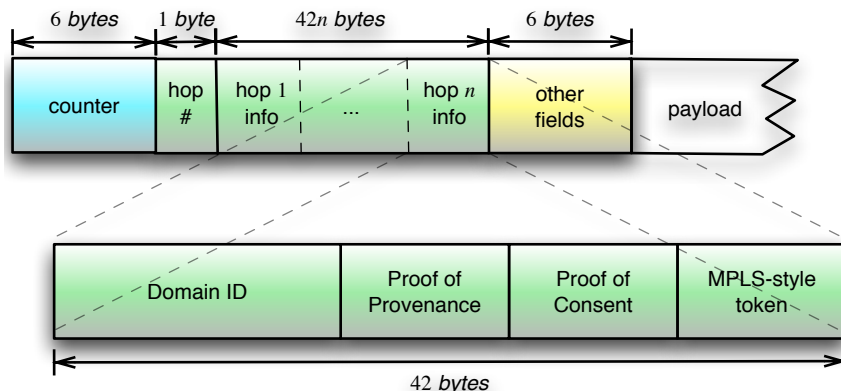 6 bytes 1 byte 42n bytes 6 bytes
counter
hop
#
hop 1
info
...
hop n
info
other
fields
payload
Domain ID
Proof of
Provenance
Proof of
Consent
MPLS-style
token
42 bytes